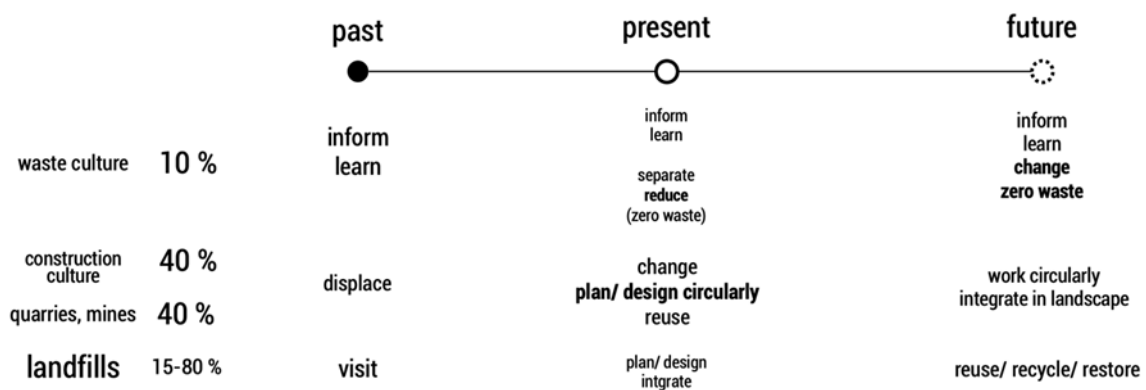 past present future
inform
learn
inform
learn
separate
reduce
(zero waste)
inform
learn
change
zero waste
waste culture 10 %
construction
culture
40 %
displace
change
plan/ design circularly
reuse
work circularly
integrate in landscape
quarries, mines 40 %
landfills 15-80 %
visit
plan/ design
intgrate
reuse/ recycle/ restore